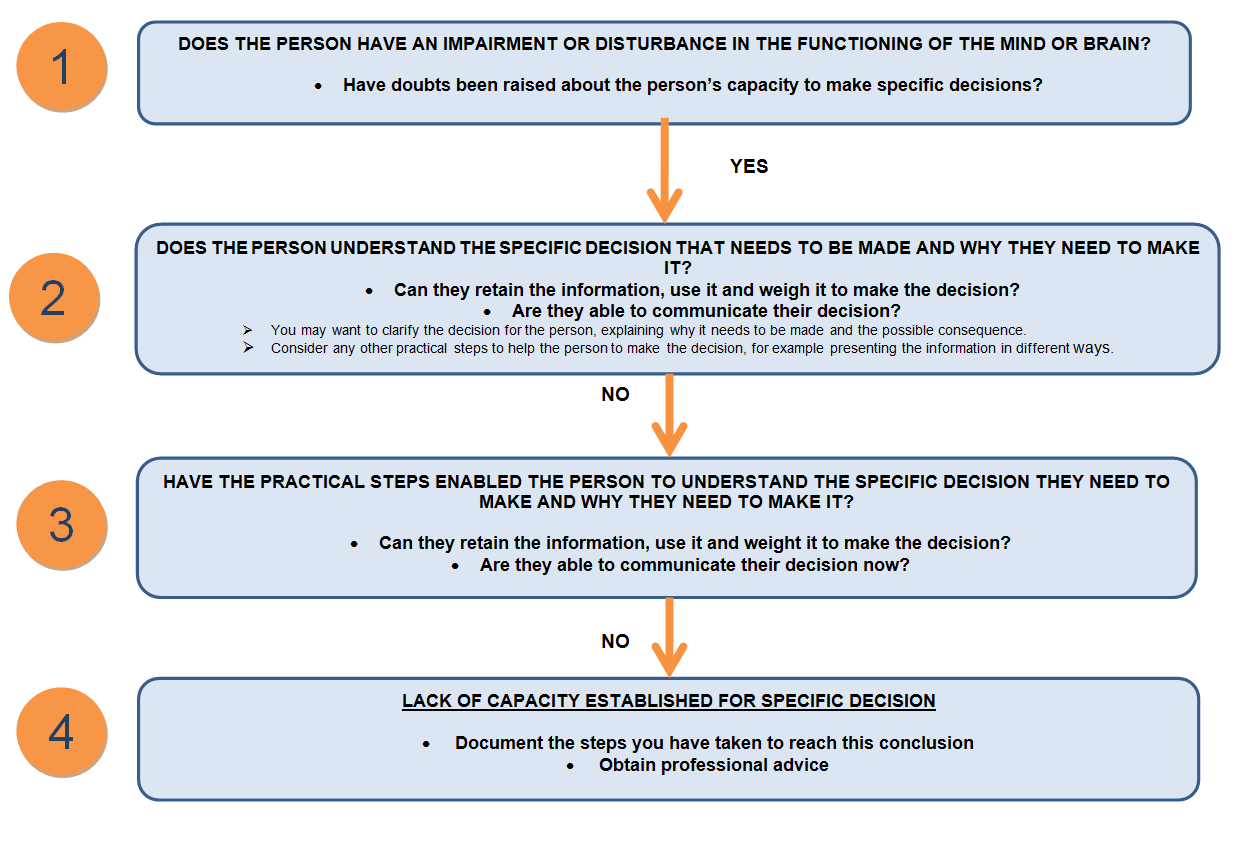 1
DOES THE PERSON HAVE AN IMPAIRMENT OR DISTURBANCE IN THE FUNCTIONING OF THE MIND OR BRAIN?
• Have doubts been raised about the person's capacity to make specific decisions?
YES
2
DOES THE PERSON UNDERSTAND THE SPECIFIC DECISION THAT NEEDS TO BE MADE AND WHY THEY NEED TO MAKE
IT?
• Can they retain the information, use it and weigh it to make the decision?
• Are they able to communicate their decision?
➢ You may want to clarify the decision for the person, explaining why it needs to be made and the possible consequence.
➢ Consider any other practical steps to help the person to make the decision, for example presenting the information in different ways.
NO
3
HAVE THE PRACTICAL STEPS ENABLED THE PERSON TO UNDERSTAND THE SPECIFIC DECISION THEY NEED TO
MAKE AND WHY THEY NEED TO MAKE IT?
• Can they retain the information, use it and weight it to make the decision?
• Are they able to communicate their decision now?
NO
4
LACK OF CAPACITY ESTABLISHED FOR SPECIFIC DECISION
• Document the steps you have taken to reach this conclusion
• Obtain professional advice